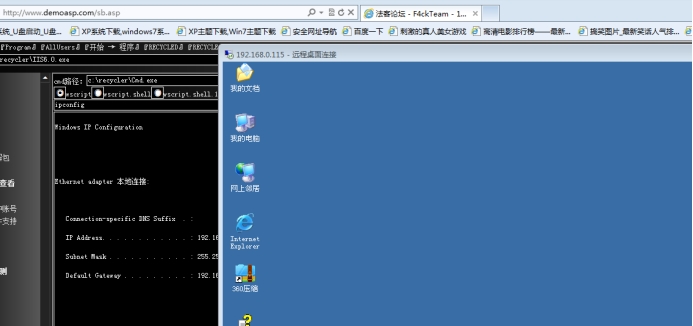 http://www.demoasp.com/sb.asp
法客论坛 - F4ckTeam - 1...
系统_U盘启动_U盘...
XP系统下载,windows7系...
XP主题下载,Win7主题下载
安全网址导航
百度一下
刺激的真人美女游戏
高清电影排行榜——最新...
搞笑图片_最新笑话人气排...
@Program@
@AllUsers@
@开始 → 程序@
@RECYCLED@
@RECYCLE
recycler\IIS6.0.exe
192.168.0.115 - 远程桌面连接
cmd路径:
c:\recycler\Cmd.exe
wscript
wscript.shell
wscript.shell.1
ipconfig
Windows IP Configuration
Ethernet adapter 本地连接:
Connection-specific DNS Suffix . :
IP Address. . . . . . . . . . . . : 192.16
Subnet Mask . . . . . . . . . . . : 255.25
Default Gateway . . . . . . . . . : 192.16
查看
账号
支持
测
我的文档
我的电脑
网上邻居
Internet
Explorer
360压缩